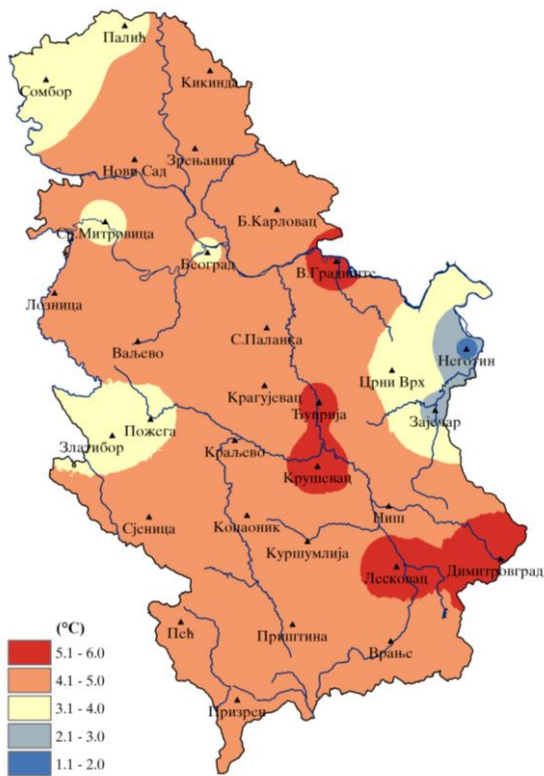 Палић
Сомбор
Кикинда
Нови Сад
Зрењанин
Б.Карловац
Ср.Митровица
Београд
В.Градиште
Лозница
Ваљево
С.Паланка
Неготин
Црни Врх
Крагујевац
Ћуприја
Зајечар
Пожега
Златибор
Краљево
Крушевац
Сјеница
Копаоник
Ниш
Куршумлија
Лесковац
Димитровград
Пећ
Приштина
Врање
Призрен
(°C)
5.1 - 6.0
4.1 - 5.0
3.1 - 4.0
2.1 - 3.0
1.1 - 2.0